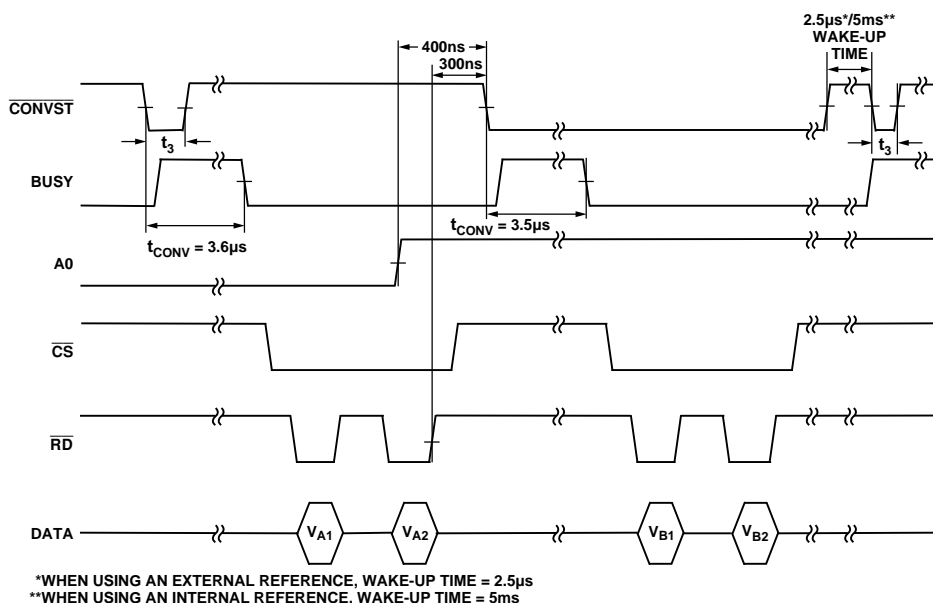 2.5µs*/5ms**
WAKE-UP
TIME
400ns
300ns
CONVST
t3
t3
BUSY
tCONV = 3.6µs
tCONV = 3.5µs
A0
CS
RD
DATA
VA1
VA2
VB1
VB2
*WHEN USING AN EXTERNAL REFERENCE, WAKE-UP TIME = 2.5µs
**WHEN USING AN INTERNAL REFERENCE, WAKE-UP TIME = 5ms